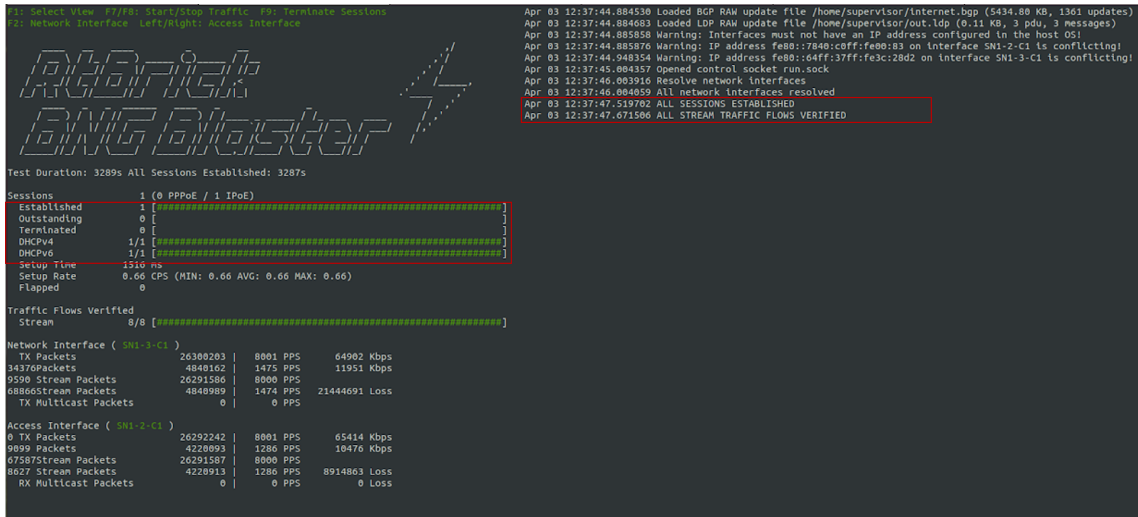 F1: Select View  F7/F8: Start/Stop Traffic  F9: Terminate Sessions
F2: Network Interface  Left/Right: Access Interface
RtBrick
BNG Blaster
Test Duration: 3289s All Sessions Established: 3287s
Sessions 1 (0 PPPoE / 1 IPoE)
Established 1 [###############################################################]
Outstanding 0 [ ]
Terminated 0 [ ]
DHCPv4 1/1 [###############################################################]
DHCPv6 1/1 [###############################################################]
Setup Time 1516 ms
Setup Rate 0.66 CPS (MIN: 0.66 AVG: 0.66 MAX: 0.66)
Flapped 0
Traffic Flows Verified
Stream 8/8 [###############################################################]
Network Interface ( SN1-3-C1 )
TX Packets 26300203 | 8001 PPS 64902 Kbps
34376Packets 4840162 | 1475 PPS 11951 Kbps
9590 Stream Packets 26291586 | 8000 PPS
68866Stream Packets 4840989 | 1474 PPS 21444691 Loss
TX Multicast Packets 0 | 0 PPS
Access Interface ( SN1-2-C1 )
0 TX Packets 26292242 | 8001 PPS 65414 Kbps
9099 Packets 4220093 | 1286 PPS 10476 Kbps
67587Stream Packets 26291587 | 8000 PPS
8627 Stream Packets 4220913 | 1286 PPS 8914863 Loss
RX Multicast Packets 0 | 0 PPS 0 Loss
Apr 03 12:37:44.884530 Loaded BGP RAW update file /home/supervisor/internet.bgp (5434.80 KB, 1361 updates)
Apr 03 12:37:44.884683 Loaded LDP RAW update file /home/supervisor/out.ldp (0.11 KB, 3 pdu, 3 messages)
Apr 03 12:37:44.885858 Warning: Interfaces must not have an IP address configured in the host OS!
Apr 03 12:37:44.885876 Warning: IP address fe80::7840:c0ff:fe00:83 on interface SN1-2-C1 is conflicting!
Apr 03 12:37:44.948354 Warning: IP address fe80::64ff:37ff:fe3c:28d2 on interface SN1-3-C1 is conflicting!
Apr 03 12:37:45.004357 Opened control socket run.sock
Apr 03 12:37:46.003916 Resolve network interfaces
Apr 03 12:37:46.004059 All network interfaces resolved
Apr 03 12:37:47.519702 ALL SESSIONS ESTABLISHED
Apr 03 12:37:47.671506 ALL STREAM TRAFFIC FLOWS VERIFIED